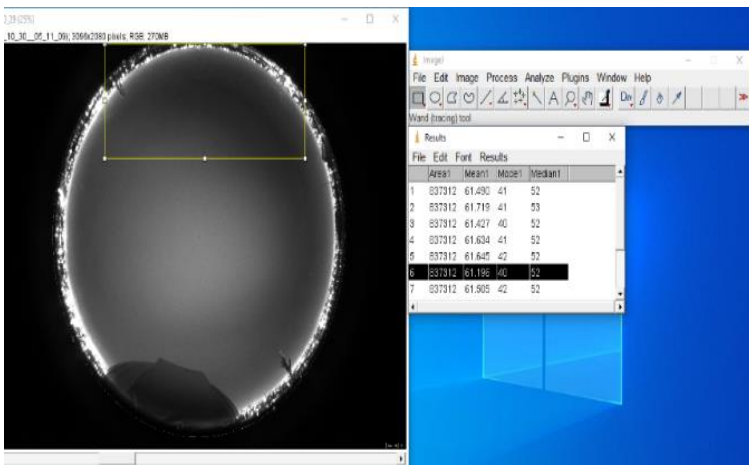 (25%)
3096x2080 pixels; RGB; 270MB
ImageJ
File Edit Image Process Analyze Plugins Window Help
Dev
Wand (tracing) tool
Results
File Edit Font Results
Area1 Mean1 Mode1 Median1
1 837312 61.490 41 52
2 837312 61.719 41 53
3 837312 61.427 40 52
4 837312 61.634 41 52
5 837312 61.645 42 52
6 837312 61.196 40 52
7 837312 61.505 42 52